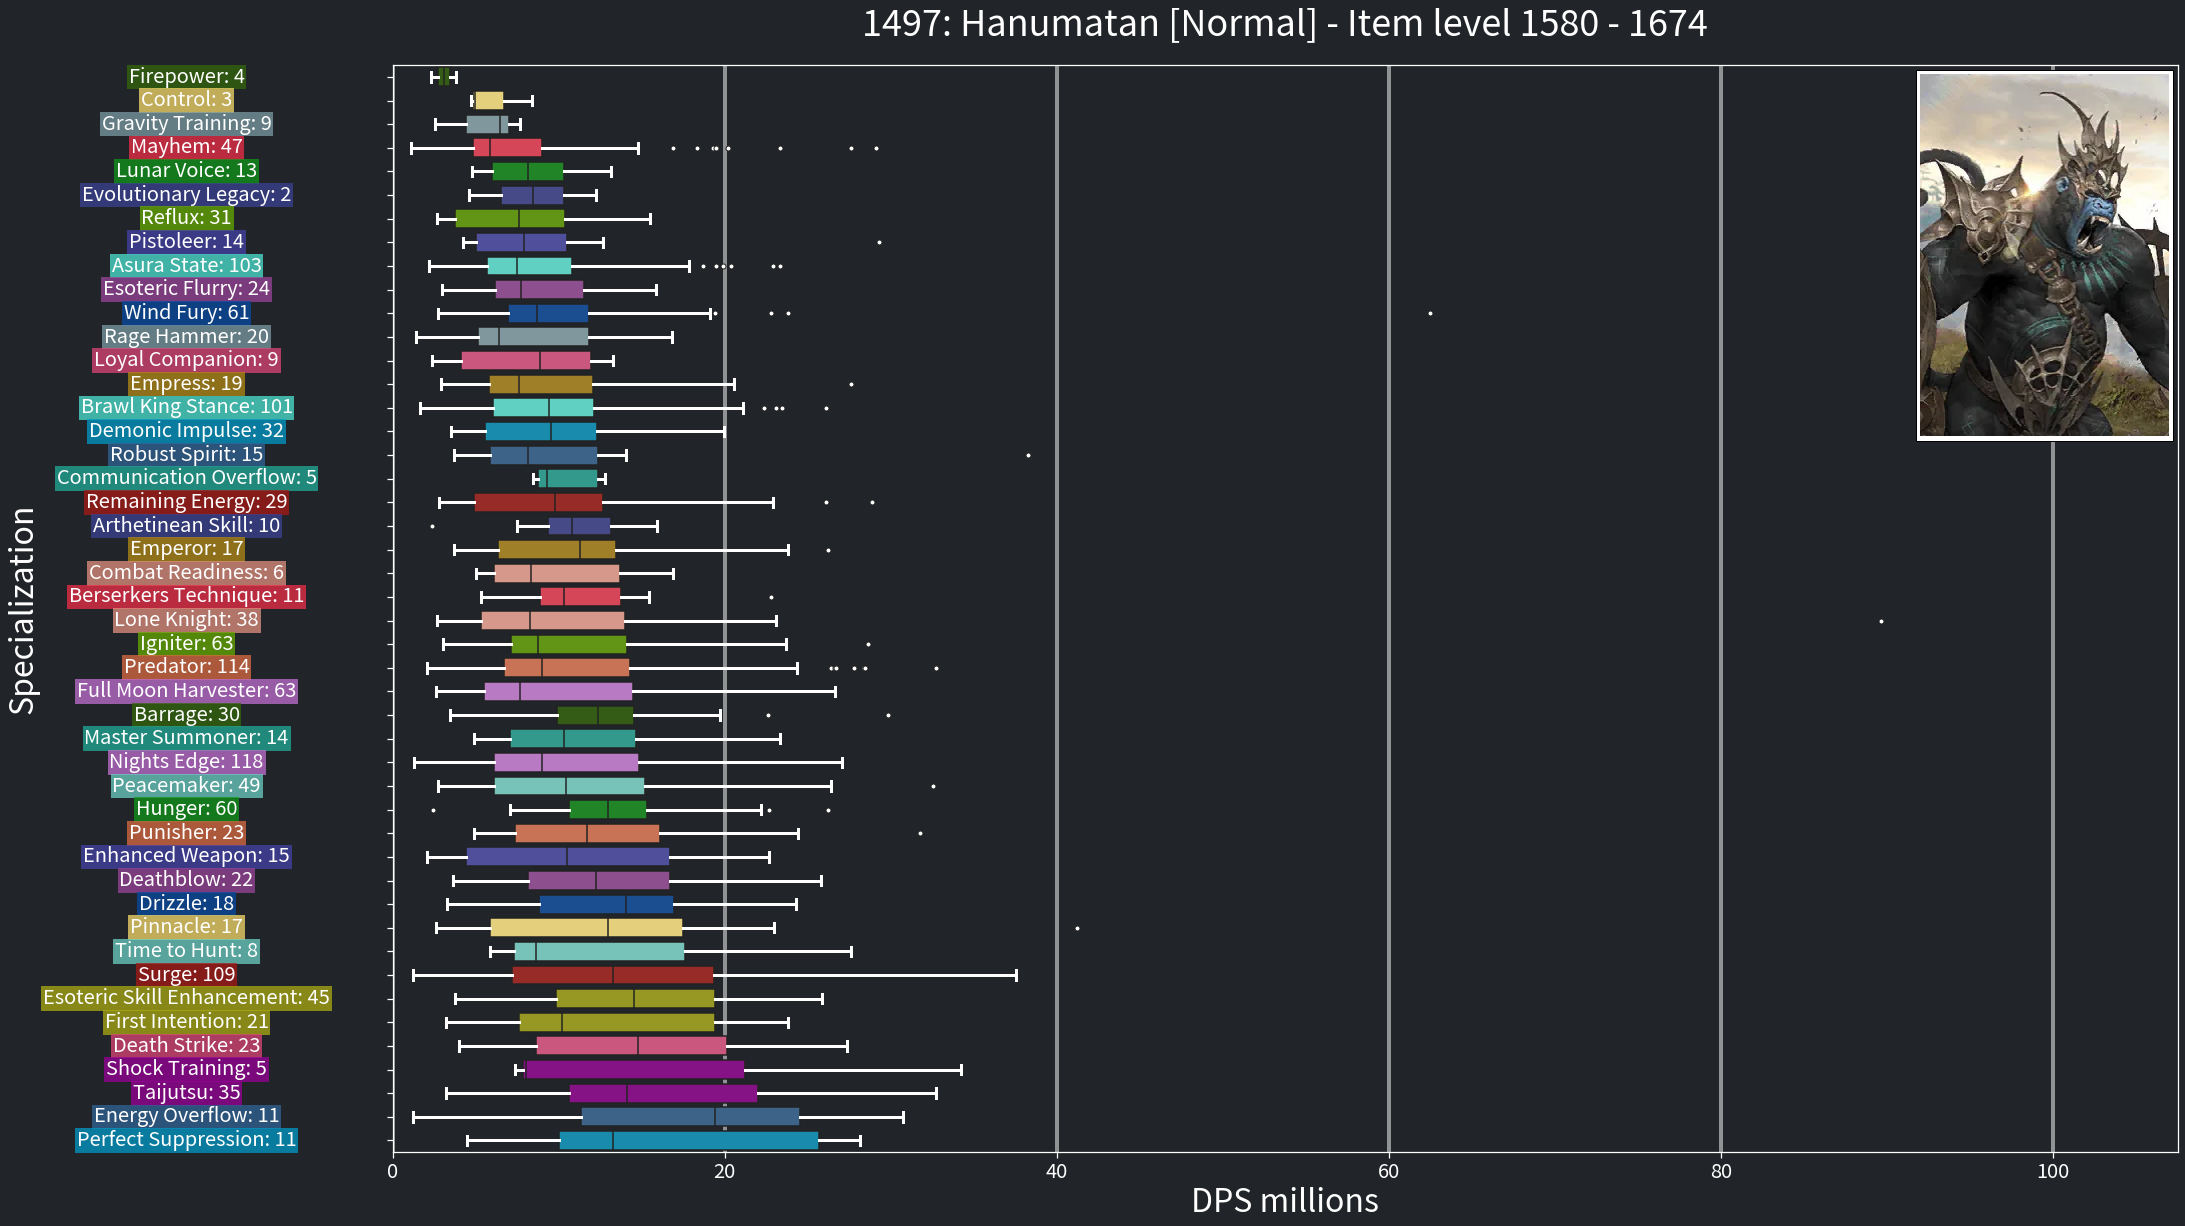 1497: Hanumatan [Normal] - Item level 1580 - 1674
Specialization
Firepower: 4
Control: 3
Gravity Training: 9
Mayhem: 47
Lunar Voice: 13
Evolutionary Legacy: 2
Reflux: 31
Pistoleer: 14
Asura State: 103
Esoteric Flurry: 24
Wind Fury: 61
Rage Hammer: 20
Loyal Companion: 9
Empress: 19
Brawl King Stance: 101
Demonic Impulse: 32
Robust Spirit: 15
Communication Overflow: 5
Remaining Energy: 29
Arthetinean Skill: 10
Emperor: 17
Combat Readiness: 6
Berserkers Technique: 11
Lone Knight: 38
Igniter: 63
Predator: 114
Full Moon Harvester: 63
Barrage: 30
Master Summoner: 14
Nights Edge: 118
Peacemaker: 49
Hunger: 60
Punisher: 23
Enhanced Weapon: 15
Deathblow: 22
Drizzle: 18
Pinnacle: 17
Time to Hunt: 8
Surge: 109
Esoteric Skill Enhancement: 45
First Intention: 21
Death Strike: 23
Shock Training: 5
Taijutsu: 35
Energy Overflow: 11
Perfect Suppression: 11
0 20 40 60 80 100
DPS millions